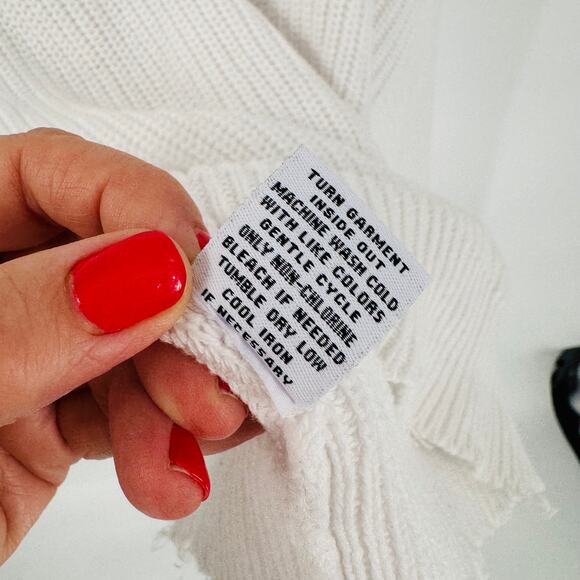 TURN GARMENT
INSIDE OUT
MACHINE WASH COLD
WITH LIKE COLORS
GENTLE CYCLE
ONLY NON-CHLORINE
BLEACH IF NEEDED
TUMBLE DRY LOW
COOL IRON
IF NECESSARY